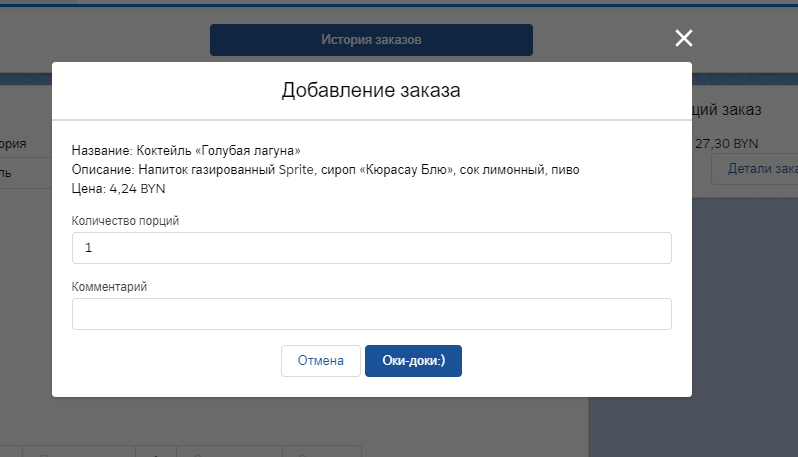 История заказов
Добавление заказа
Название: Коктейль «Голубая лагуна»
Описание: Напиток газированный Sprite, сироп «Кюрасау Блю», сок лимонный, пиво
Цена: 4,24 BYN
Количество порций
1
Комментарий
Отмена
Оки-доки:)
щий заказ
27,30 BYN
Детали зака
ория
ль